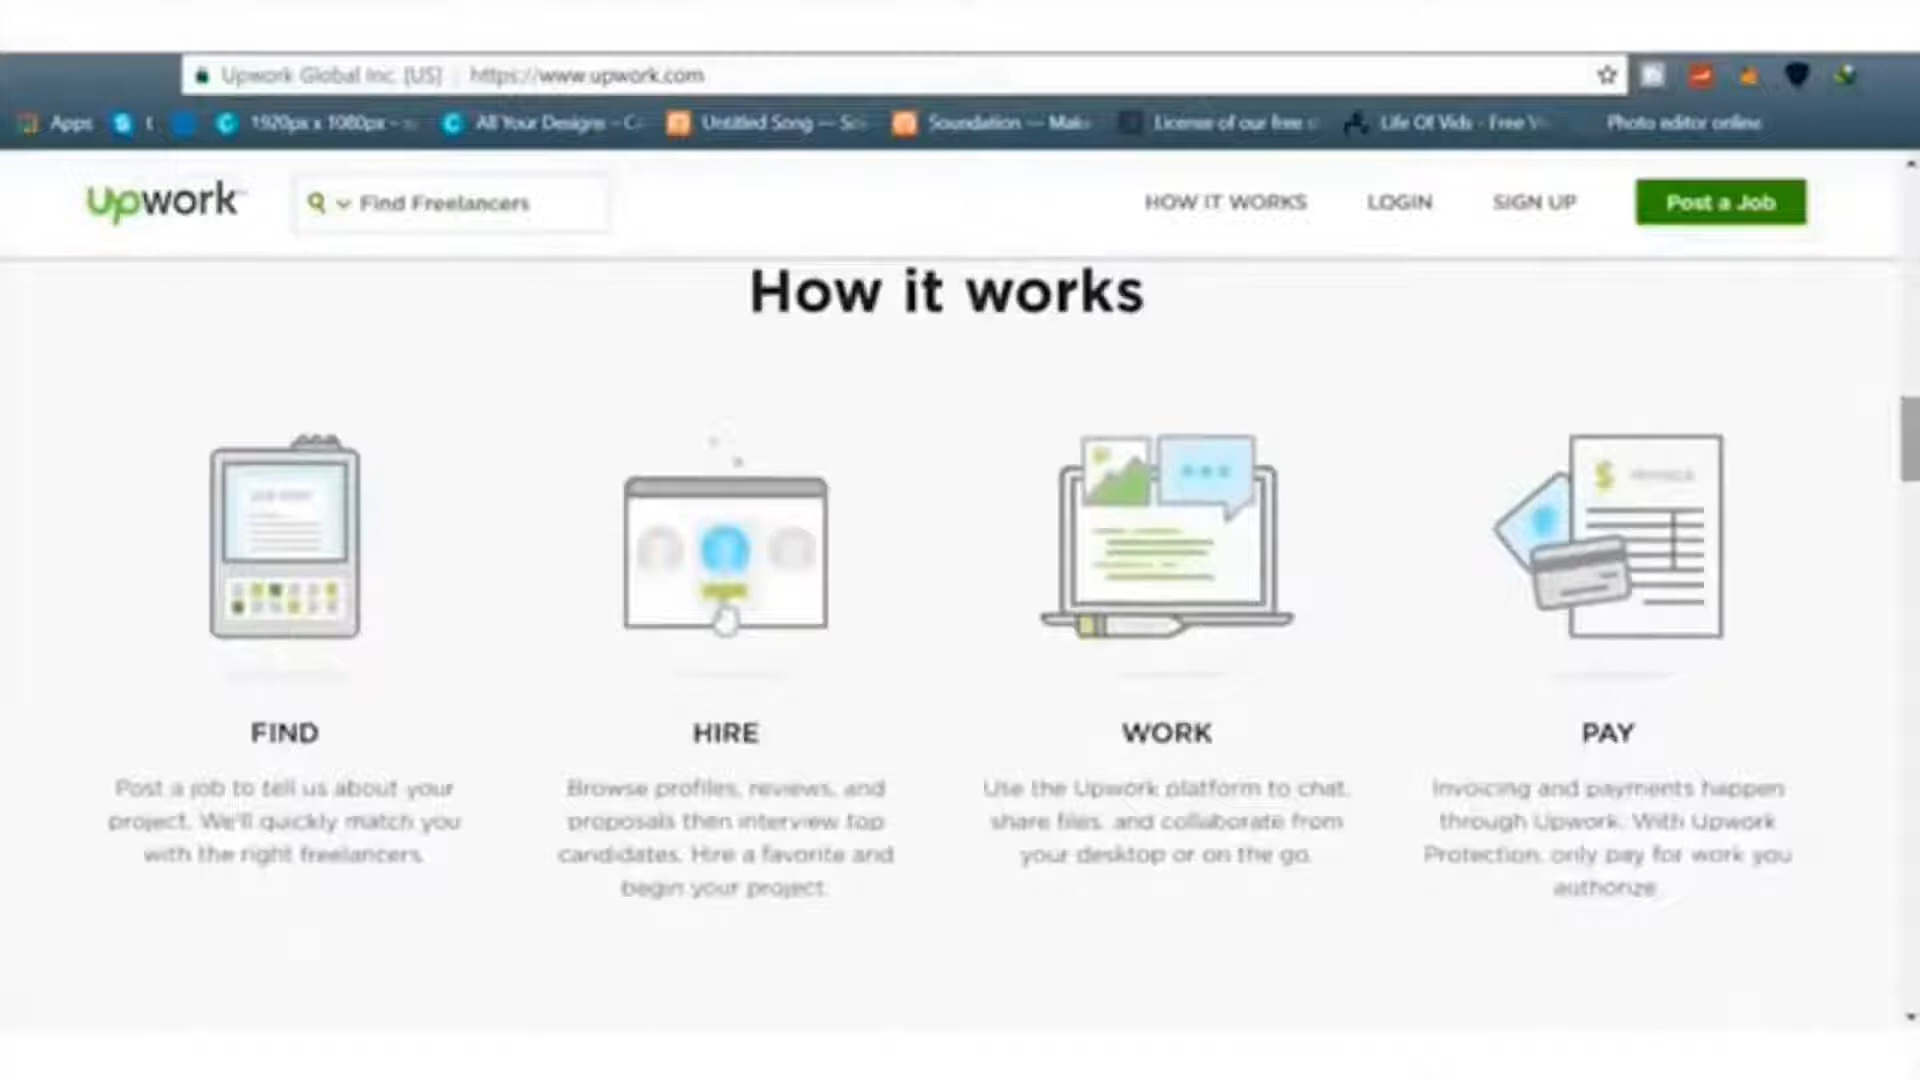 Upwork Global Inc. [US] | https://www.upwork.com
Apps t 1920px x 1080px - All Your Designs - C Untitled Song — So Soundation — Mak License of our free s Life Of Vids - Free V Photo editor online
Upwork Find Freelancers HOW IT WORKS LOGIN SIGN UP Post a Job
How it works
INVOICE
FIND HIRE WORK PAY
Post a job to tell us about your
project. We'll quickly match you
with the right freelancers.
Browse profiles, reviews, and
proposals then interview top
candidates. Hire a favorite and
begin your project.
Use the Upwork platform to chat,
share files, and collaborate from
your desktop or on the go.
Invoicing and payments happen
through Upwork. With Upwork
Protection, only pay for work you
authorize.